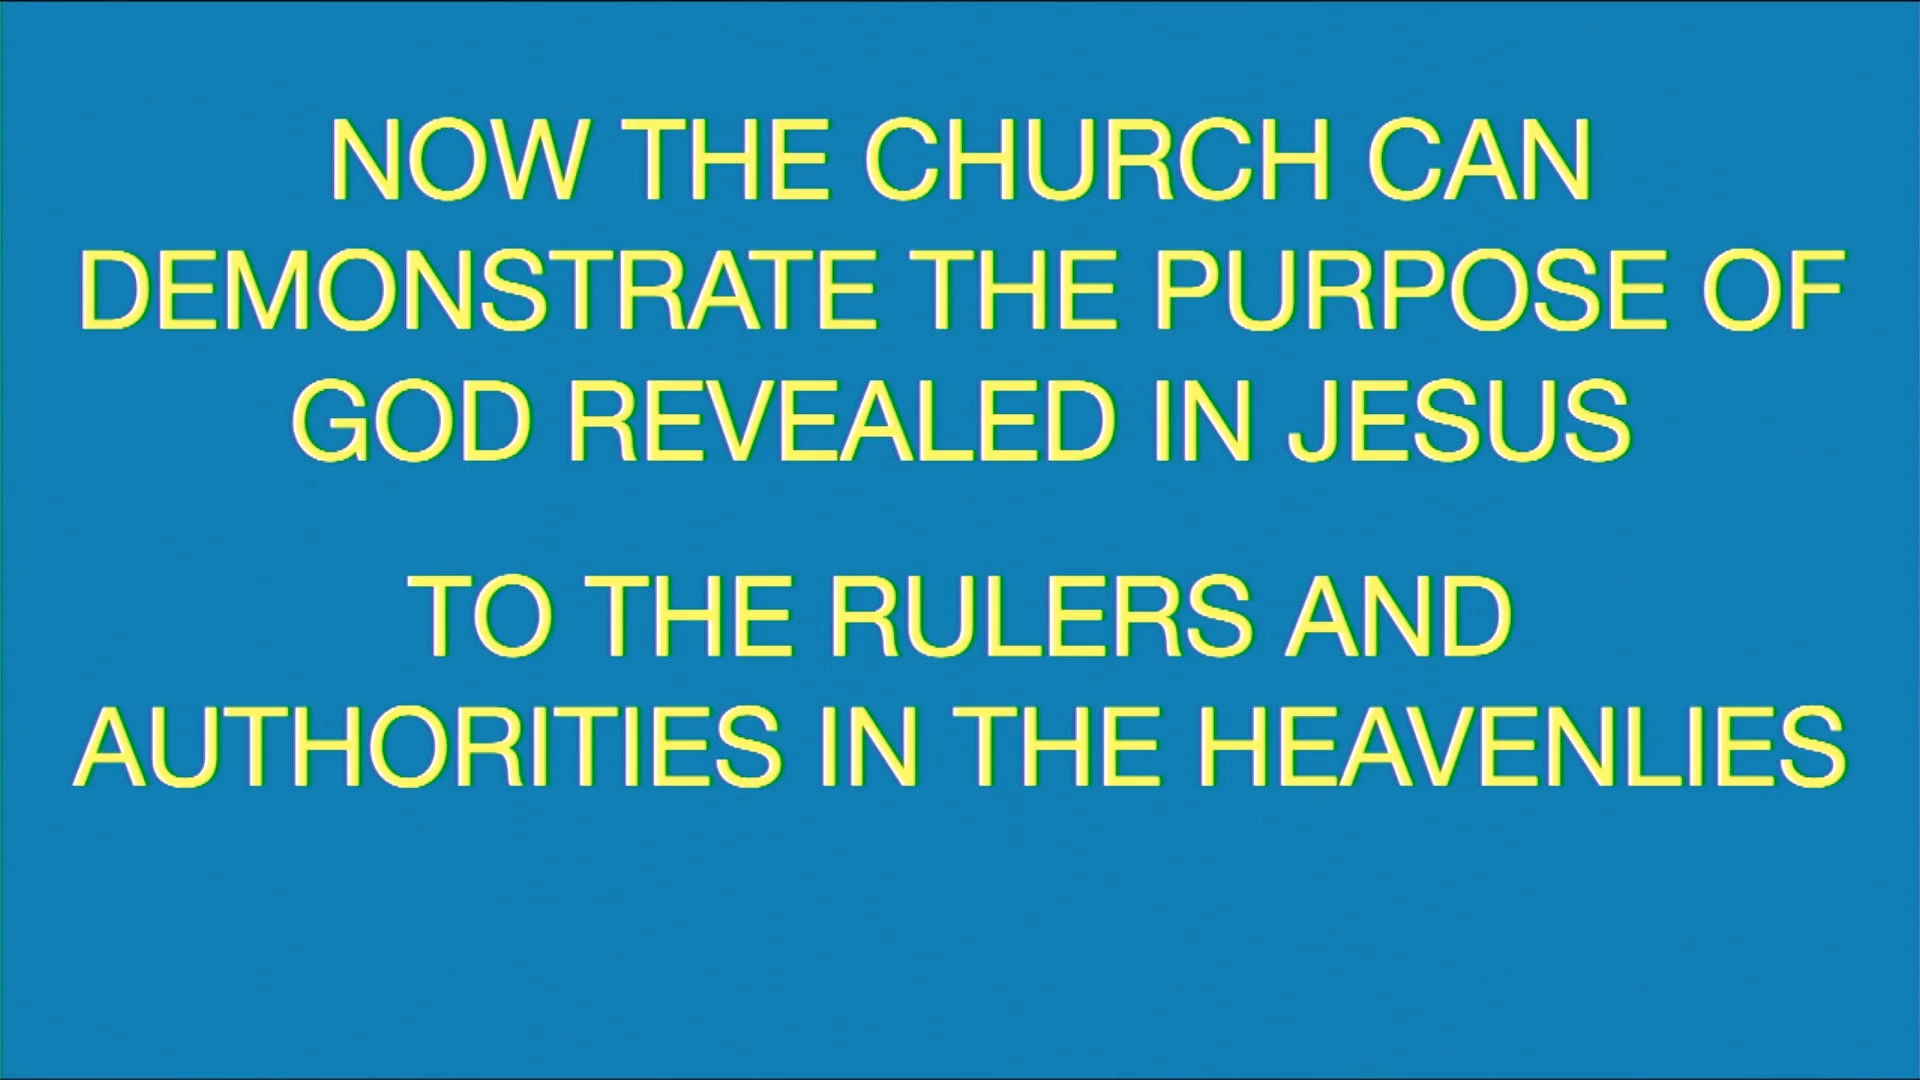 NOW THE CHURCH CAN
DEMONSTRATE THE PURPOSE OF
GOD REVEALED IN JESUS
TO THE RULERS AND
AUTHORITIES IN THE HEAVENLIES